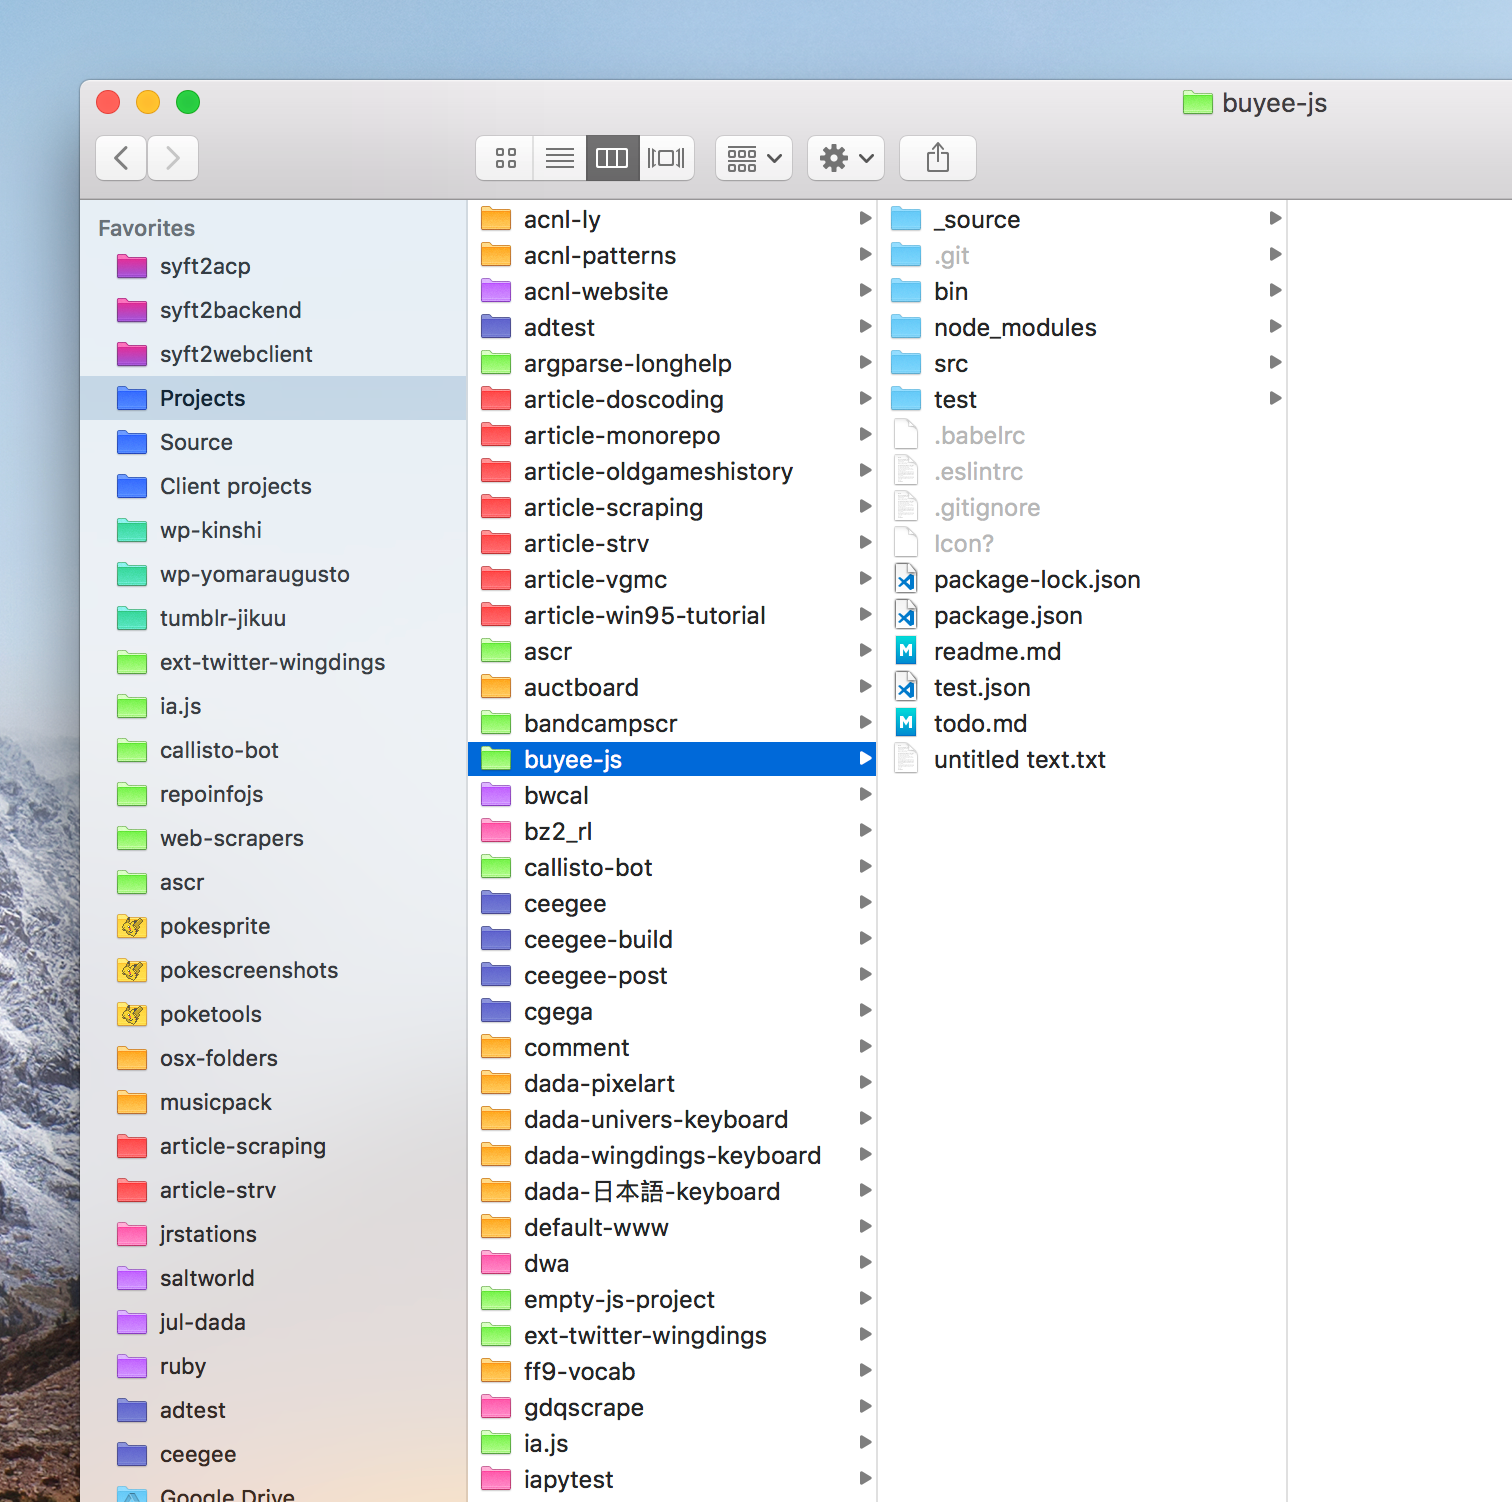 buyee-js
Favorites
syft2acp
syft2backend
syft2webclient
Projects
Source
Client projects
wp-kinshi
wp-yomaraugusto
tumblr-jikuu
ext-twitter-wingdings
ia.js
callisto-bot
repoinfojs
web-scrapers
ascr
pokesprite
pokescreenshots
poketools
osx-folders
musicpack
article-scraping
article-strv
jrstations
saltworld
jul-dada
ruby
adtest
ceegee
Google Drive
acnl-ly
acnl-patterns
acnl-website
adtest
argparse-longhelp
article-doscoding
article-monorepo
article-oldgameshistory
article-scraping
article-strv
article-vgmc
article-win95-tutorial
ascr
auctboard
bandcampscr
buyee-js
bwcal
bz2_rl
callisto-bot
ceegee
ceegee-build
ceegee-post
cgega
comment
dada-pixelart
dada-univers-keyboard
dada-wingdings-keyboard
dada-日本語-keyboard
default-www
dwa
empty-js-project
ext-twitter-wingdings
ff9-vocab
gdqscrape
ia.js
iapytest
_source
.git
bin
node_modules
src
test
.babelrc
.eslintrc
.gitignore
Icon?
package-lock.json
package.json
readme.md
test.json
todo.md
untitled text.txt